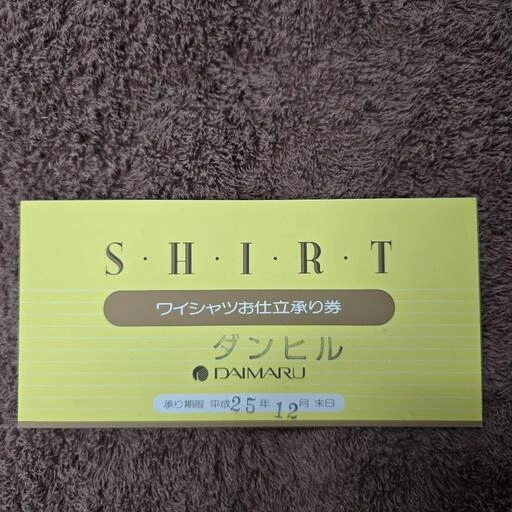 S・H・I・R・T
ワイシャツお仕立承り券
ダンヒル
DAIMARU
承り期限 平成25年12月末日